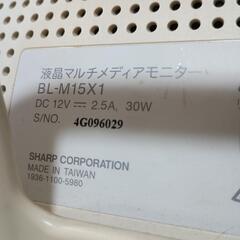 液晶マルチメディアモニター
BL-M15X1
DC 12V⎓2.5A, 30W
S/NO. 4G096029
SHARP CORPORATION
MADE IN TAIWAN
1936-1100-5980